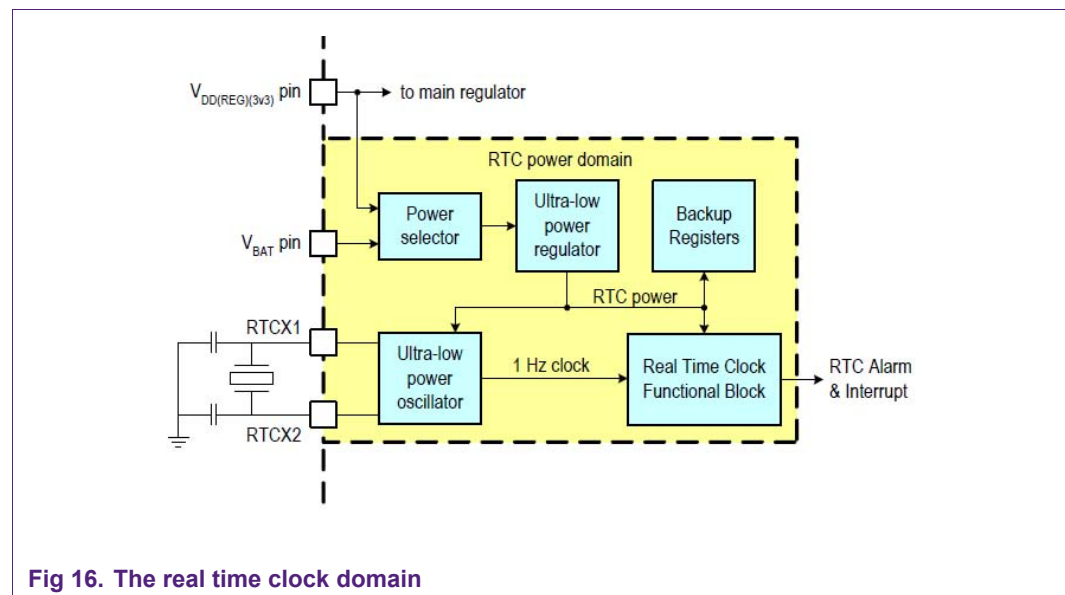 V_DD(REG)(3v3) pin
to main regulator
RTC power domain
Power
selector
Ultra-low
power
regulator
Backup
Registers
V_BAT pin
RTC power
RTCX1
Ultra-low
power
oscillator
1 Hz clock
Real Time Clock
Functional Block
RTC Alarm
& Interrupt
RTCX2
Fig 16. The real time clock domain